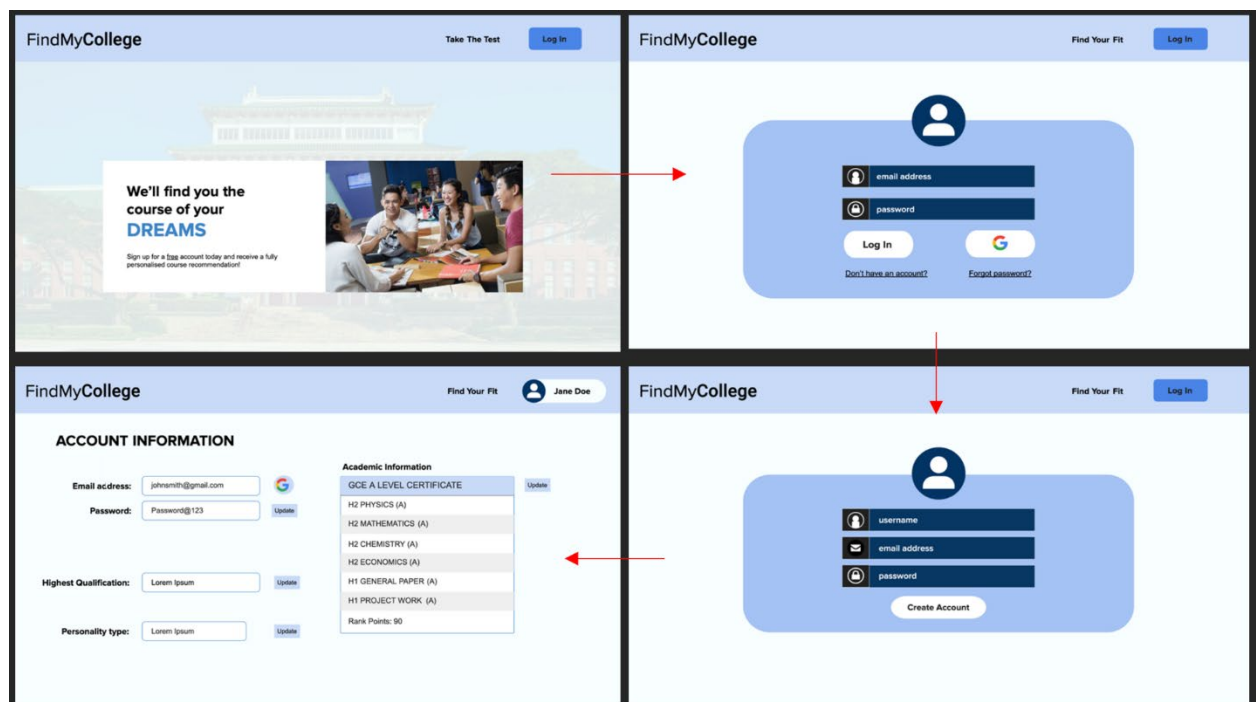 FindMyCollege
Take The Test
Log In
We'll find you the
course of your
DREAMS
Sign up for a free account today and receive a fully
personalised course recommendation!
FindMyCollege
Find Your Fit
Log In
email address
password
Log In
Don't have an account?
Forgot password?
FindMyCollege
Find Your Fit
Jane Doe
ACCOUNT INFORMATION
Email acdress:
johnsmith@gmail.com
Password:
Password@123
Update
Highest Qualification:
Lorem Ipsum
Update
Personality type:
Lorem Ipsum
Update
Academic Information
GCE A LEVEL CERTIFICATE
Update
H2 PHYSICS (A)
H2 MATHEMATICS (A)
H2 CHEMISTRY (A)
H2 ECONOMICS (A)
H1 GENERAL PAPER (A)
H1 PROJECT WORK (A)
Rank Points: 90
FindMyCollege
Find Your Fit
Log In
username
email address
password
Create Account